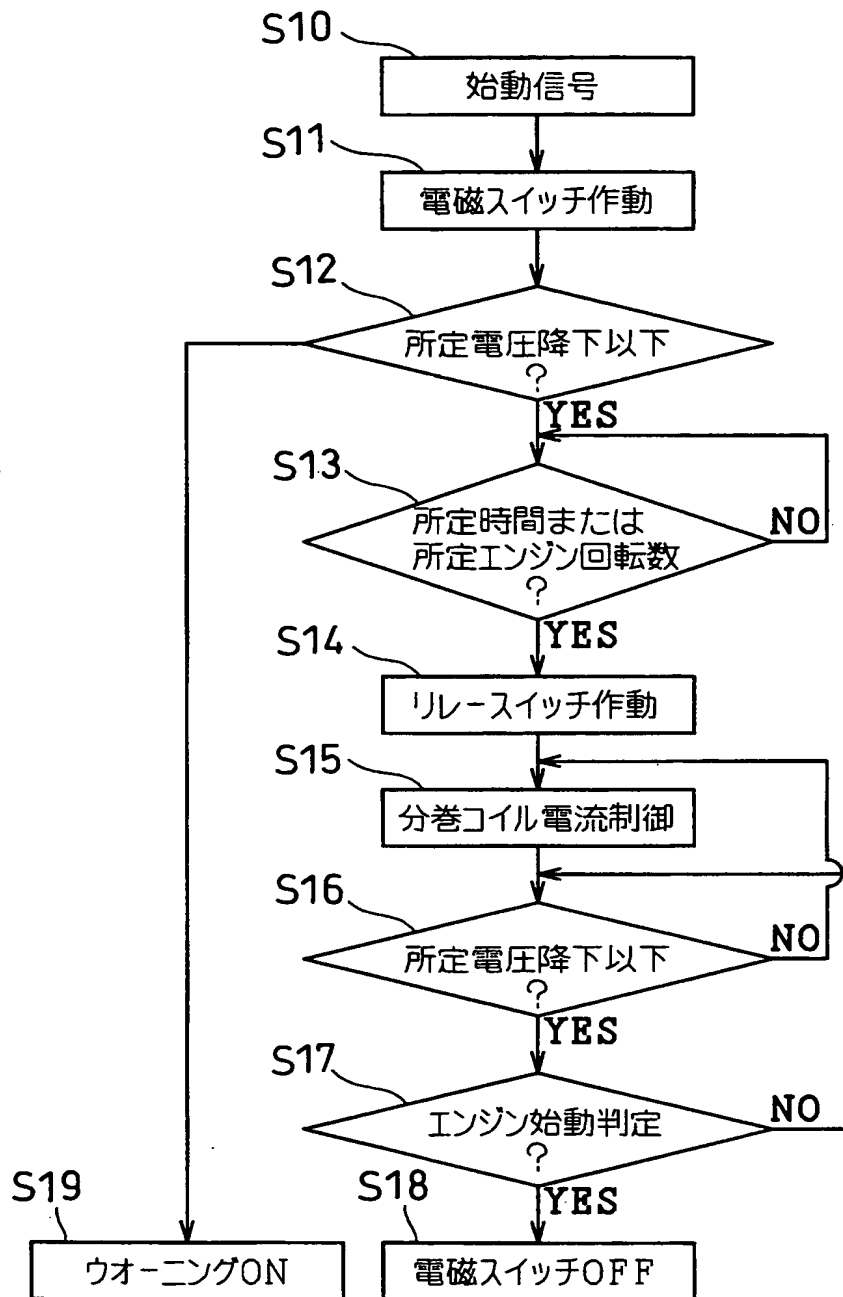 S10
始動信号
S11
電磁スイッチ作動
S12
所定電圧降下以下
?
YES
S13
所定時間または
所定エンジン回転数
?
NO
YES
S14
リレースイッチ作動
S15
分巻コイル電流制御
S16
所定電圧降下以下
?
NO
YES
S17
エンジン始動判定
?
NO
YES
S19
ウオーニングON
S18
電磁スイッチOFF